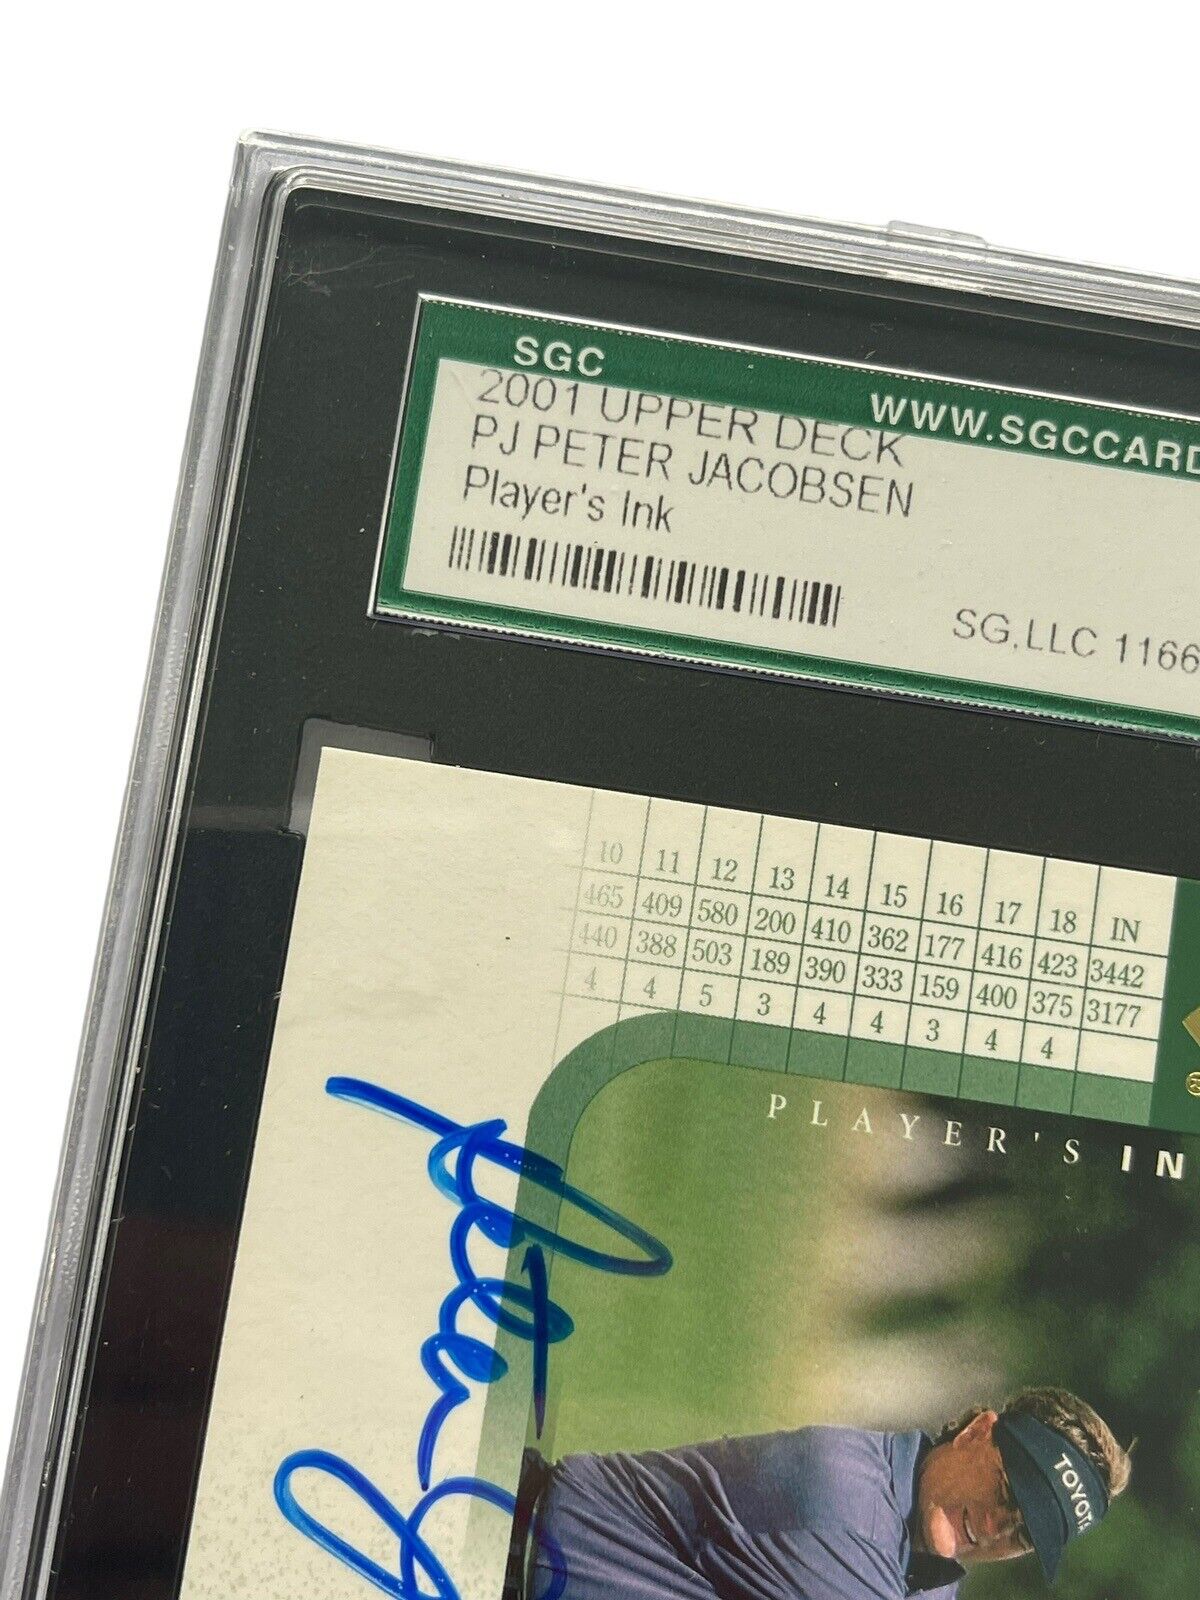 SGC WWW.SGCCARD
2001 UPPER DECK
PJ PETER JACOBSEN
Player's Ink
SG,LLC 1166
10 11 12 13 14 15 16 17 18 IN
465 409 580 200 410 362 177 416 423 3442
440 388 503 189 390 333 159 400 375 3177
4 4 5 3 4 4 3 4 4
PLAYER'S IN
Peter
TOYOTA